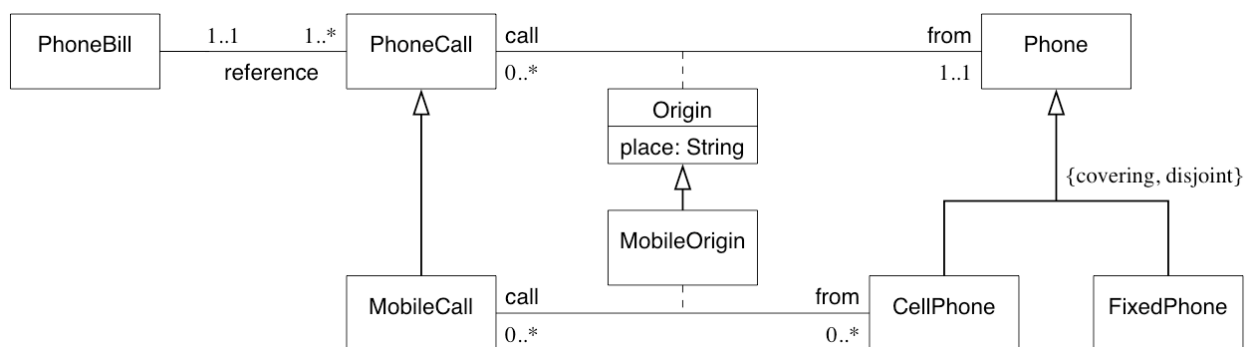 PhoneBill
1..1
1..*
reference
PhoneCall
call
0..*
from
1..1
Phone
Origin
place: String
{covering, disjoint}
MobileOrigin
MobileCall
call
0..*
from
0..*
CellPhone
FixedPhone